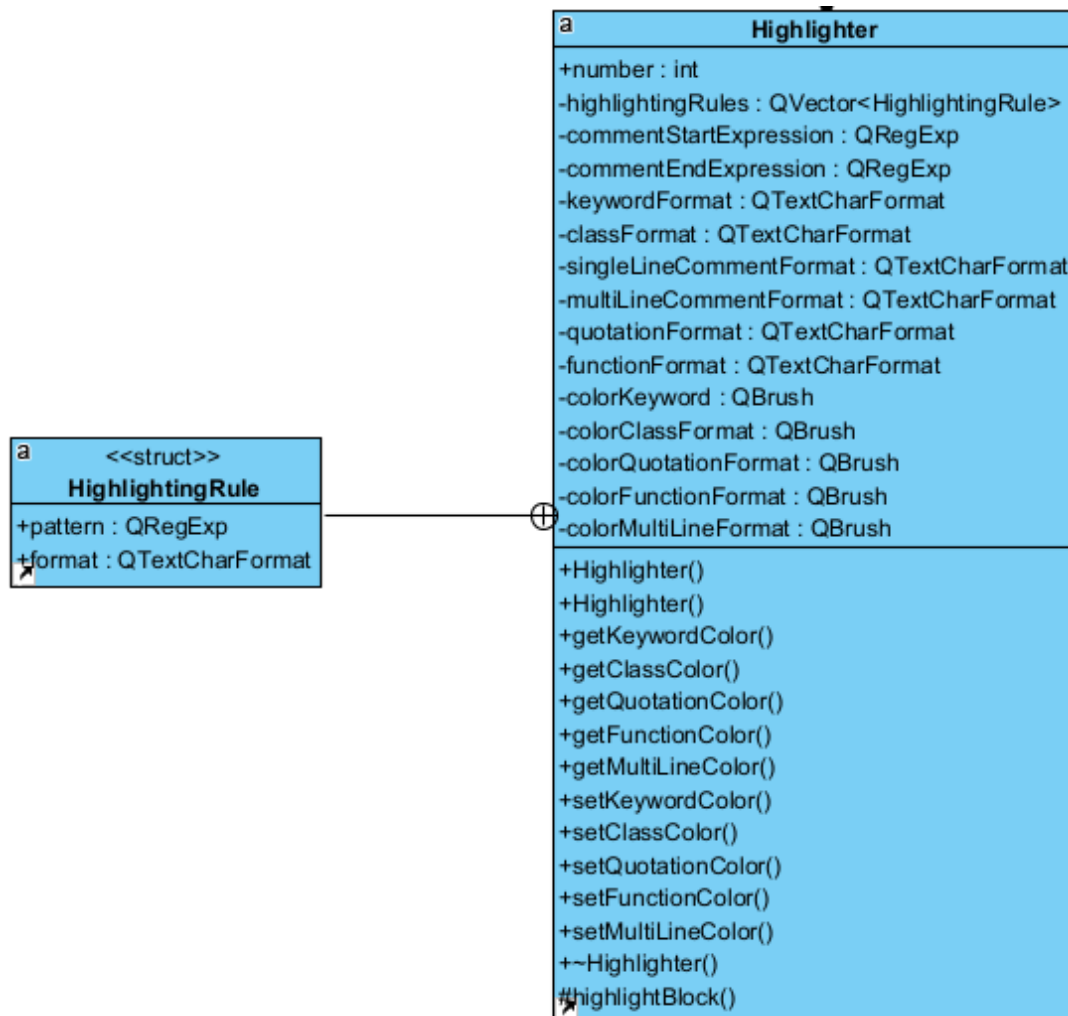 a
<<struct>>
HighlightingRule
+pattern : QRegExp
+format : QTextCharFormat
a
Highlighter
+number : int
-highlightingRules : QVector<HighlightingRule>
-commentStartExpression : QRegExp
-commentEndExpression : QRegExp
-keywordFormat : QTextCharFormat
-classFormat : QTextCharFormat
-singleLineCommentFormat : QTextCharFormat
-multiLineCommentFormat : QTextCharFormat
-quotationFormat : QTextCharFormat
-functionFormat : QTextCharFormat
-colorKeyword : QBrush
-colorClassFormat : QBrush
-colorQuotationFormat : QBrush
-colorFunctionFormat : QBrush
-colorMultiLineFormat : QBrush
+Highlighter()
+Highlighter()
+getKeywordColor()
+getClassColor()
+getQuotationColor()
+getFunctionColor()
+getMultiLineColor()
+setKeywordColor()
+setClassColor()
+setQuotationColor()
+setFunctionColor()
+setMultiLineColor()
+~Highlighter()
#highlightBlock()